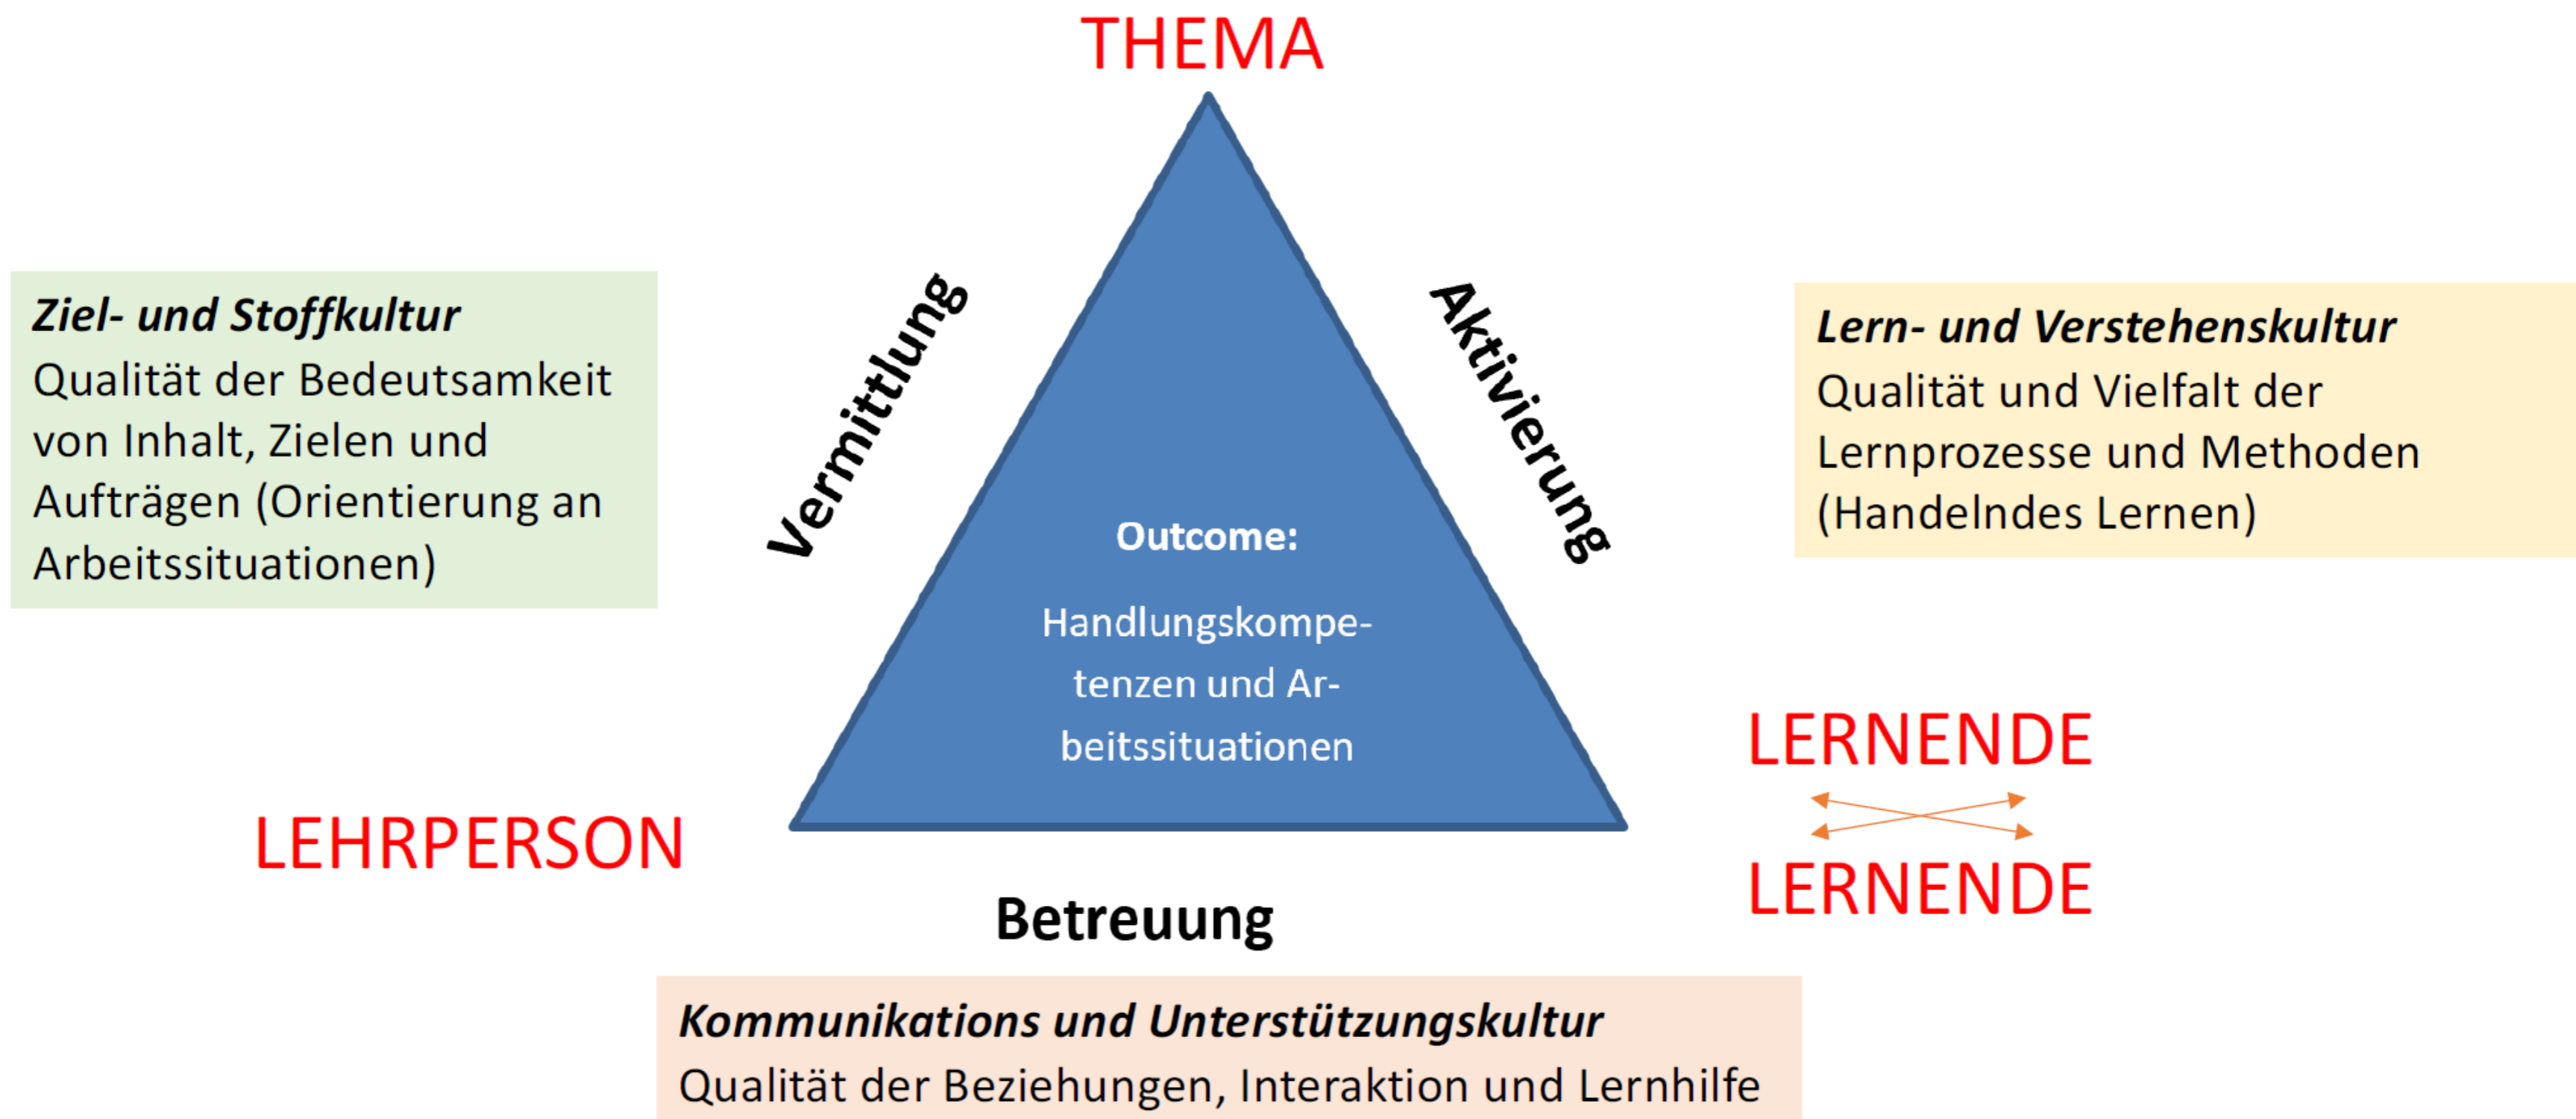 THEMA
Ziel- und Stoffkultur
Qualität der Bedeutsamkeit
von Inhalt, Zielen und
Aufträgen (Orientierung an
Arbeitssituationen)
Vermittlung
Aktivierung
Lern- und Verstehenskultur
Qualität und Vielfalt der
Lernprozesse und Methoden
(Handelndes Lernen)
Outcome:
Handlungskompe-
tenzen und Ar-
beitssituationen
LEHRPERSON
LERNENDE
LERNENDE
Betreuung
Kommunikations und Unterstützungskultur
Qualität der Beziehungen, Interaktion und Lernhilfe